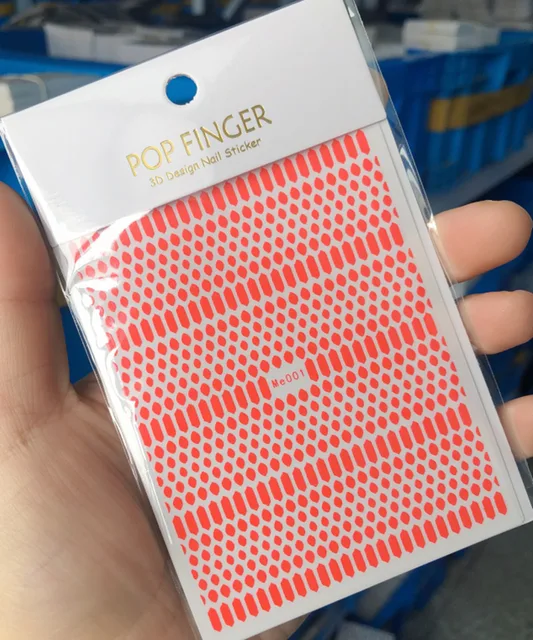 POP FINGER
3D Design Nail Sticker
Me001